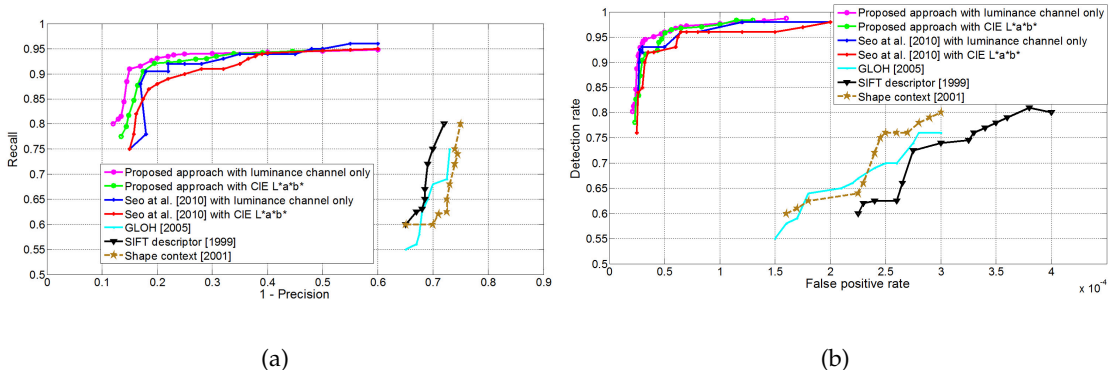 1
0.95
0.9
0.85
0.8
0.75
0.7
0.65
0.6
0.55
0.5
Recall
Proposed approach with luminance channel only
Proposed approach with CIE L*a*b*
Seo at al. [2010] with luminance channel only
Seo at al. [2010] with CIE L*a*b*
GLOH [2005]
SIFT descriptor [1999]
Shape context [2001]
0 0.1 0.2 0.3 0.4 0.5 0.6 0.7 0.8 0.9
1 - Precision
(a)
1
0.95
0.9
0.85
0.8
0.75
0.7
0.65
0.6
0.55
0.5
Detection rate
Proposed approach with luminance channel only
Proposed approach with CIE L*a*b*
Seo at al. [2010] with luminance channel only
Seo at al. [2010] with CIE L*a*b*
GLOH [2005]
SIFT descriptor [1999]
Shape context [2001]
0 0.5 1 1.5 2 2.5 3 3.5 4
False positive rate
x 10⁻⁴
(b)